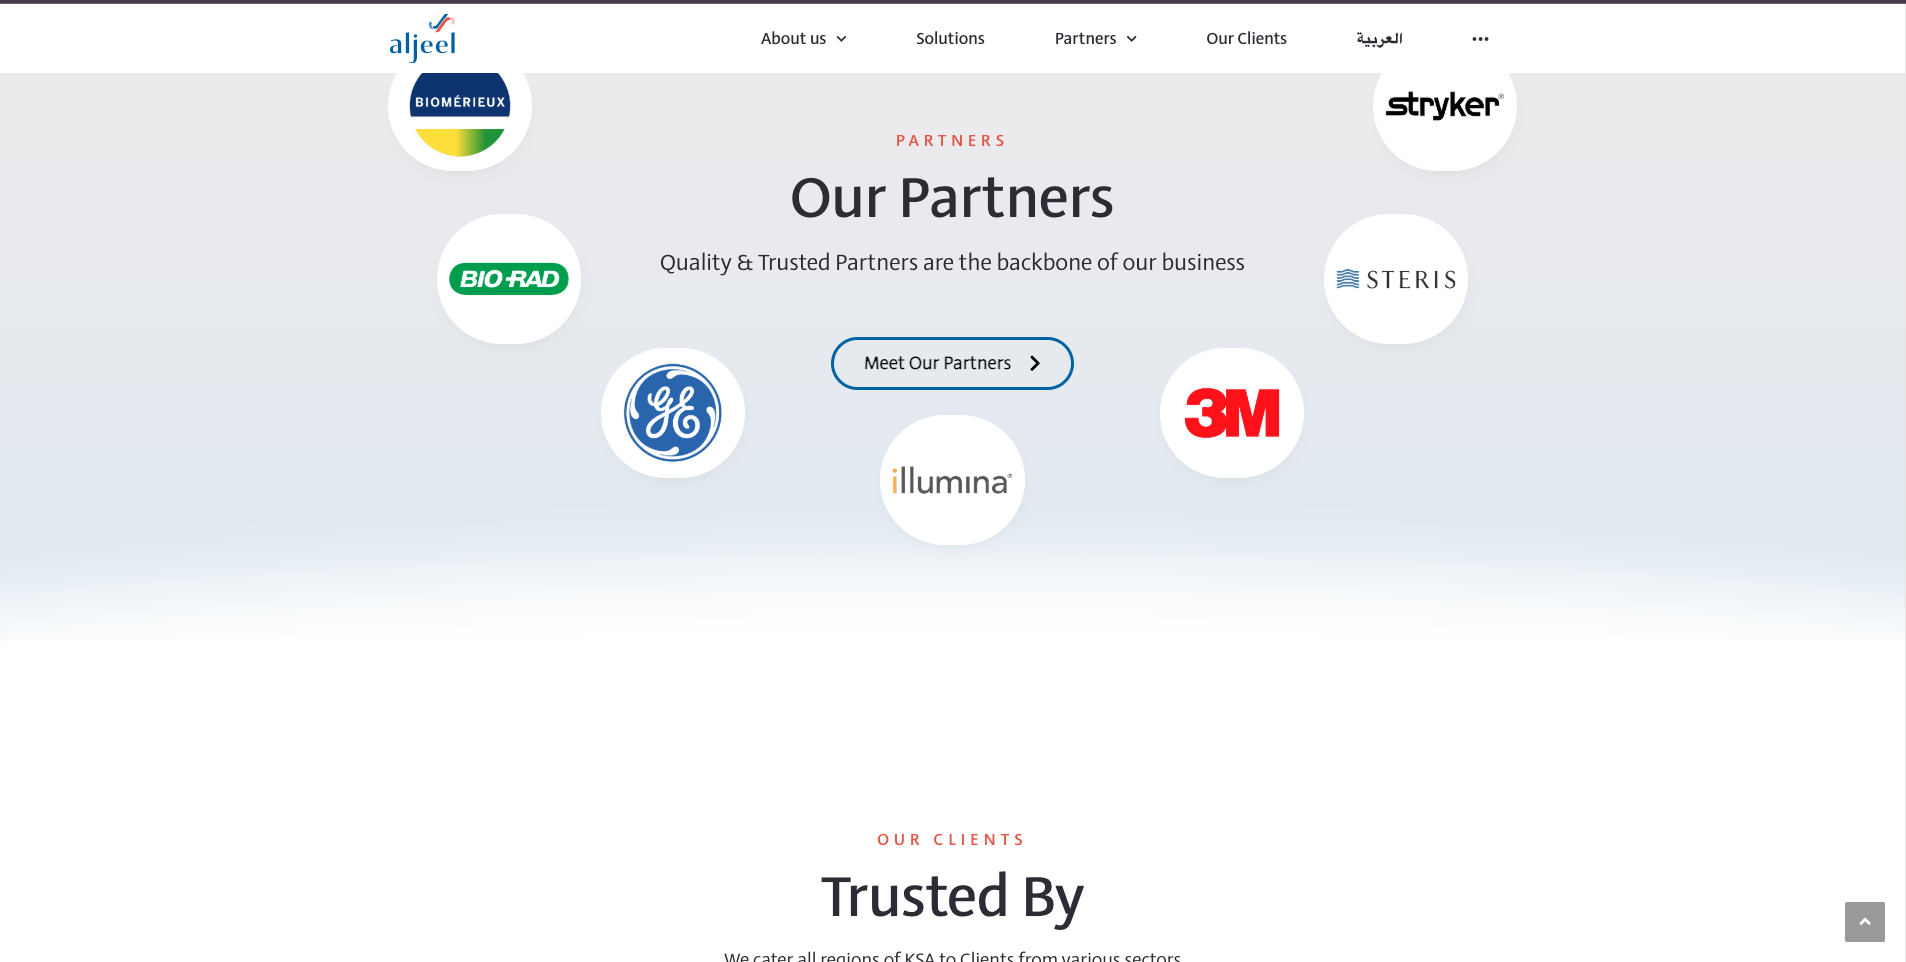 aljeel
About us
Solutions
Partners
Our Clients
العربية
BIOMÉRIEUX
stryker®
PARTNERS
Our Partners
Quality & Trusted Partners are the backbone of our business
BIO-RAD
STERIS
Meet Our Partners
GE
3M
illumina®
OUR CLIENTS
Trusted By
We cater all regions of KSA to Clients from various sectors